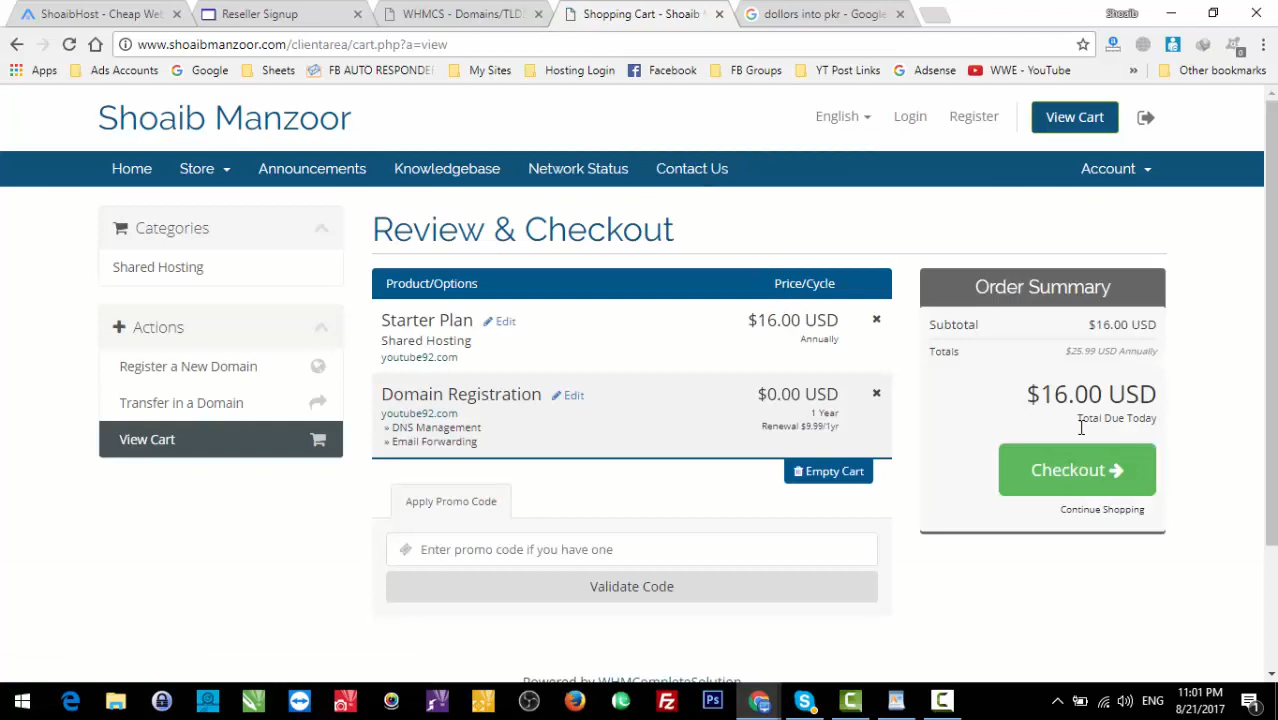 ShoaibHost - Cheap Web
Reseller Signup
WHMCS - Domains/TLDs
Shopping Cart - Shoaib M
dollors into pkr - Google
Shoaib
www.shoaibmanzoor.com/clientarea/cart.php?a=view
Apps
Ads Accounts
Google
Sheets
FB AUTO RESPONDER
My Sites
Hosting Login
Facebook
FB Groups
YT Post Links
Adsense
WWE - YouTube
»
Other bookmarks
Shoaib Manzoor
English
Login
Register
View Cart
Home
Store
Announcements
Knowledgebase
Network Status
Contact Us
Account
Categories
Shared Hosting
Actions
Register a New Domain
Transfer in a Domain
View Cart
Review & Checkout
Product/Options Price/Cycle
Starter Plan Edit $16.00 USD
Shared Hosting Annually
youtube92.com
Domain Registration Edit $0.00 USD
youtube92.com 1 Year
» DNS Management Renewal $9.99/1yr
» Email Forwarding
Empty Cart
Apply Promo Code
Enter promo code if you have one
Validate Code
Order Summary
Subtotal $16.00 USD
Totals $25.99 USD Annually
$16.00 USD
Total Due Today
Checkout
Continue Shopping
Powered by WHMCompleteSolution
ENG
11:01 PM
8/21/2017